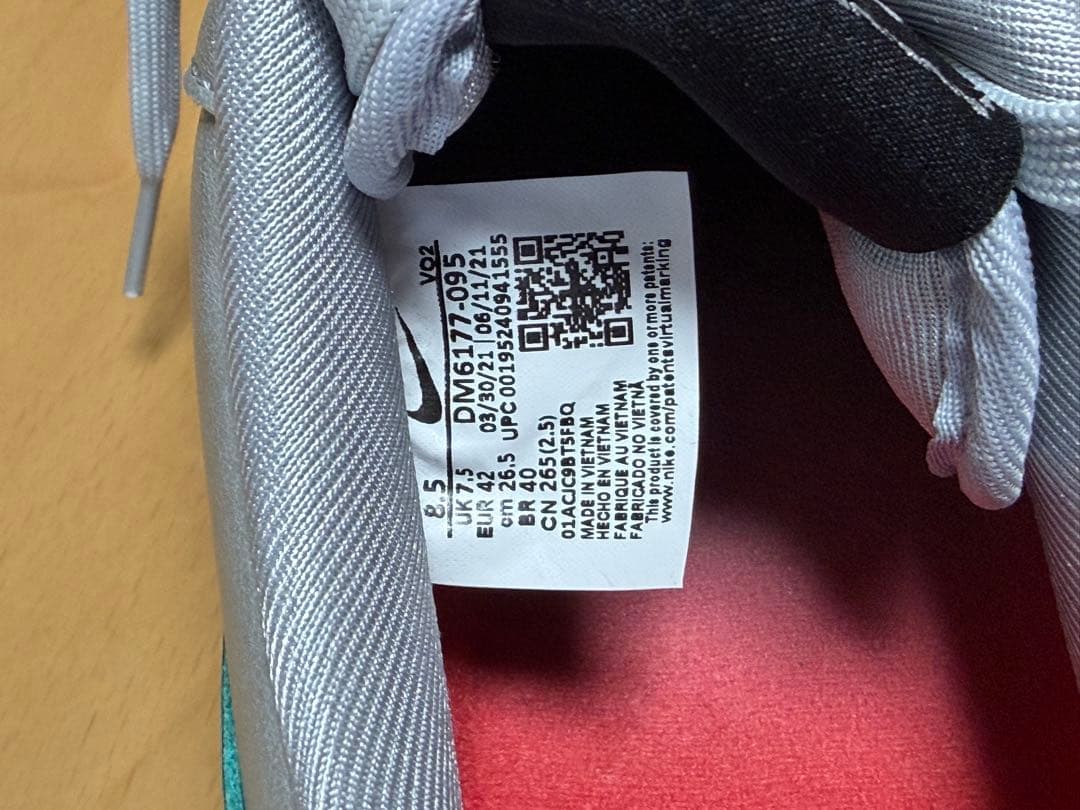 VO2
8.5
UK 7.5 DM6177-095
EUR 42 03/30/21|06/11/21
cm 26.5 UPC 00195240941555
BR 40
CN 265(2.5)
01ACJC9BT5FBQ
MADE IN VIETNAM
HECHO EN VIETNAM
FABRIQUE AU VIETNAM
FABRICADO NO VIETNÃ
This product is covered by one or more patents:
www.nike.com/patentsvirtualmarking